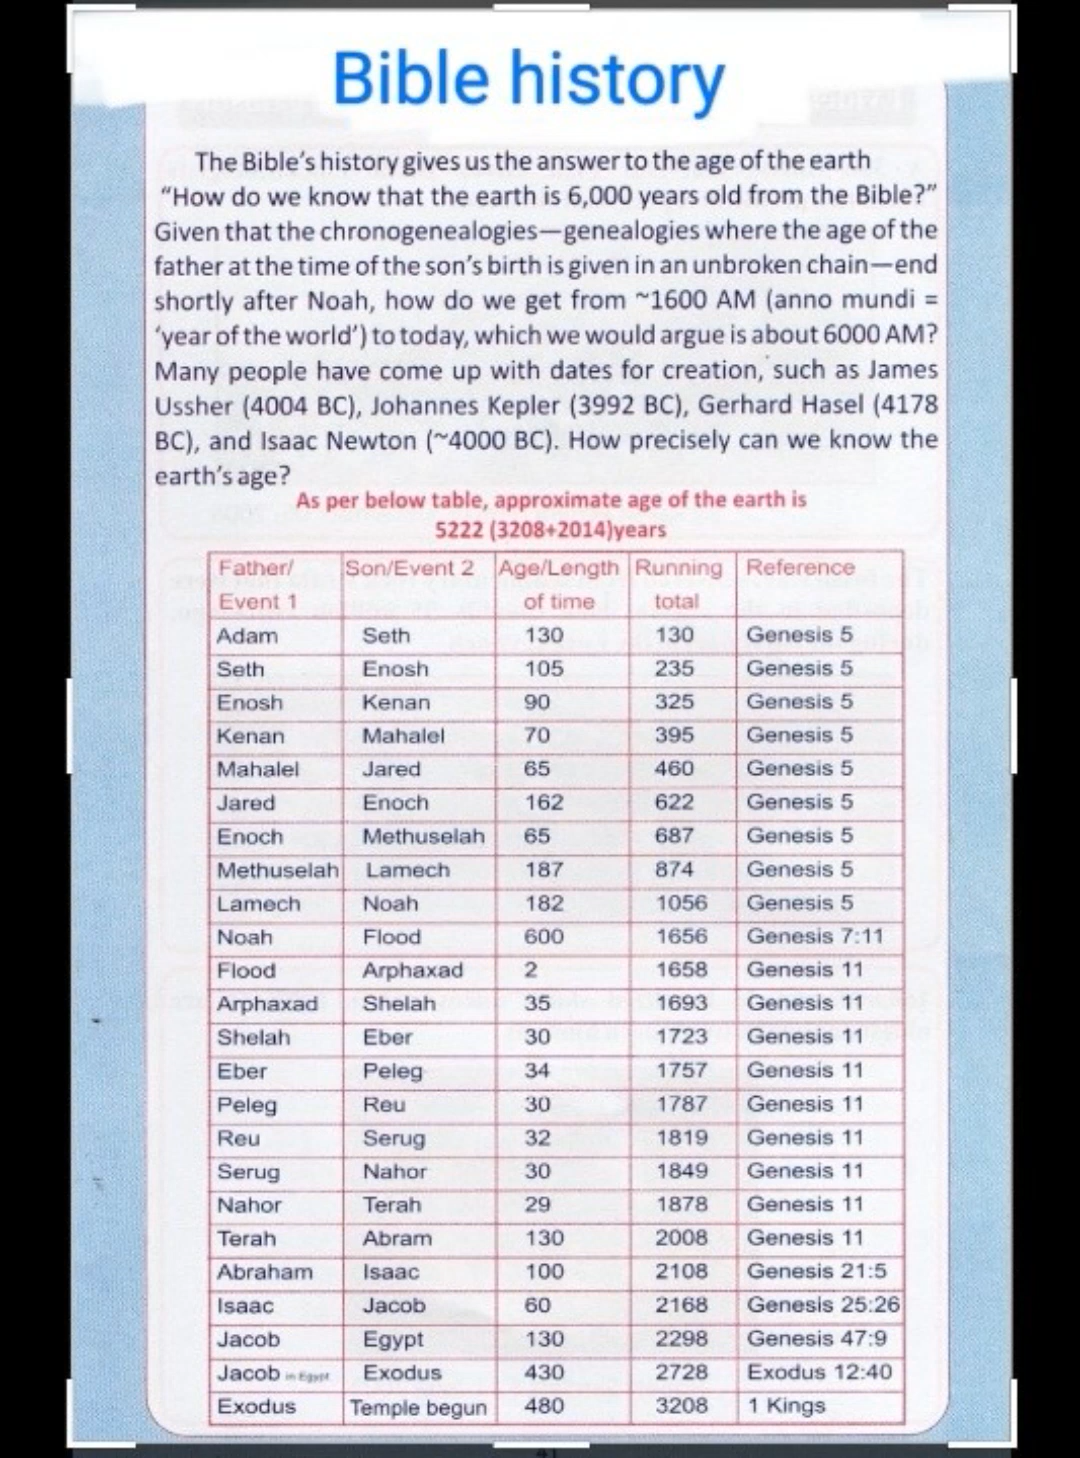 Bible history
The Bible's history gives us the answer to the age of the earth
"How do we know that the earth is 6,000 years old from the Bible?"
Given that the chronogenealogies—genealogies where the age of the
father at the time of the son's birth is given in an unbroken chain—end
shortly after Noah, how do we get from ~1600 AM (anno mundi =
'year of the world') to today, which we would argue is about 6000 AM?
Many people have come up with dates for creation, such as James
Ussher (4004 BC), Johannes Kepler (3992 BC), Gerhard Hasel (4178
BC), and Isaac Newton (~4000 BC). How precisely can we know the
earth's age?
As per below table, approximate age of the earth is
5222 (3208+2014)years
Father/ Son/Event 2 Age/Length Running Reference
Event 1 of time total
Adam Seth 130 130 Genesis 5
Seth Enosh 105 235 Genesis 5
Enosh Kenan 90 325 Genesis 5
Kenan Mahalel 70 395 Genesis 5
Mahalel Jared 65 460 Genesis 5
Jared Enoch 162 622 Genesis 5
Enoch Methuselah 65 687 Genesis 5
Methuselah Lamech 187 874 Genesis 5
Lamech Noah 182 1056 Genesis 5
Noah Flood 600 1656 Genesis 7:11
Flood Arphaxad 2 1658 Genesis 11
Arphaxad Shelah 35 1693 Genesis 11
Shelah Eber 30 1723 Genesis 11
Eber Peleg 34 1757 Genesis 11
Peleg Reu 30 1787 Genesis 11
Reu Serug 32 1819 Genesis 11
Serug Nahor 30 1849 Genesis 11
Nahor Terah 29 1878 Genesis 11
Terah Abram 130 2008 Genesis 11
Abraham Isaac 100 2108 Genesis 21:5
Isaac Jacob 60 2168 Genesis 25:26
Jacob Egypt 130 2298 Genesis 47:9
Jacob in Egypt Exodus 430 2728 Exodus 12:40
Exodus Temple begun 480 3208 1 Kings